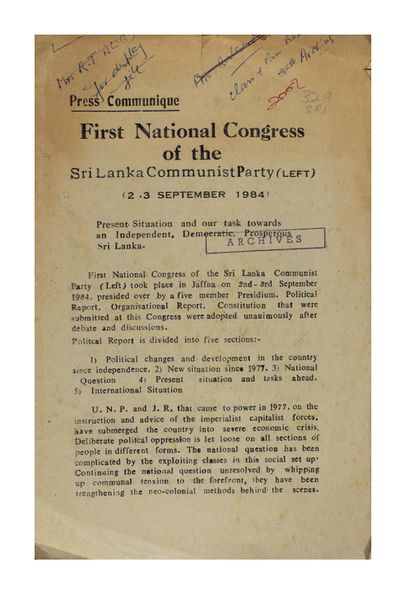 Mrs R.T
for display
Press Communique
2002
329
SRI
First National Congress
of the
Sri Lanka Communist Party (LEFT)
(2.3 SEPTEMBER 1984)
Present Situation and our task towards
an Independent, Democratic, Prosperous
Sri Lanka.
ARCHIVES
First National Congress of the Sri Lanka Communist
Party (Left) took place in Jaffna on 2nd-3rd September
1984, presided over by a five member Presidium. Political
Report, Organisational Report, Constitution that were
submitted at this Congress were adopted unanimously after
debate and discussions.
Politcal Report is divided into five sections:-
1) Political changes and development in the country
since independence. 2) New situation since 1977. 3) National
Question 4) Present situation and tasks ahead.
5) International Situation
U. N. P. and J. R. that came to power in 1977, on the
instruction and advice of the imperialist capitalist forces,
have submerged the country into severe economic crisis.
Deliberate politcal oppression is let loose on all sections of
people in different forms. The national question has been
complicated by the exploiting classes in this social set up.
Continuing the national question unresolved by whipping
up communal tension to the forefront, they have been
trengthening the neo-colonial methods behind the scenes.